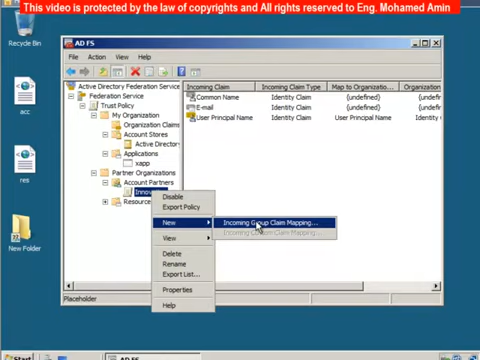 This video is protected by the law of copyrights and All rights reserved to Eng. Mohamed Amin
Recycle Bin
acc
res
New Folder
AD FS
File Action View Help
Active Directory Federation Servic
Federation Service
Trust Policy
My Organization
Organization Claims
Account Stores
Active Directory
Applications
xapp
Partner Organizations
Account Partners
Resource
Incoming Claim
Incoming Claim Type
Map to Organizatio...
Organization
Common Name
Identity Claim
{undefined}
{undefir
E-mail
Identity Claim
{undefined}
{undefir
User Principal Name
Identity Claim
User Principal Name
Identity
Disable
Export Policy
New
View
Delete
Rename
Export List...
Properties
Help
Incoming Group Claim Mapping...
Placeholder
Start
AD FS